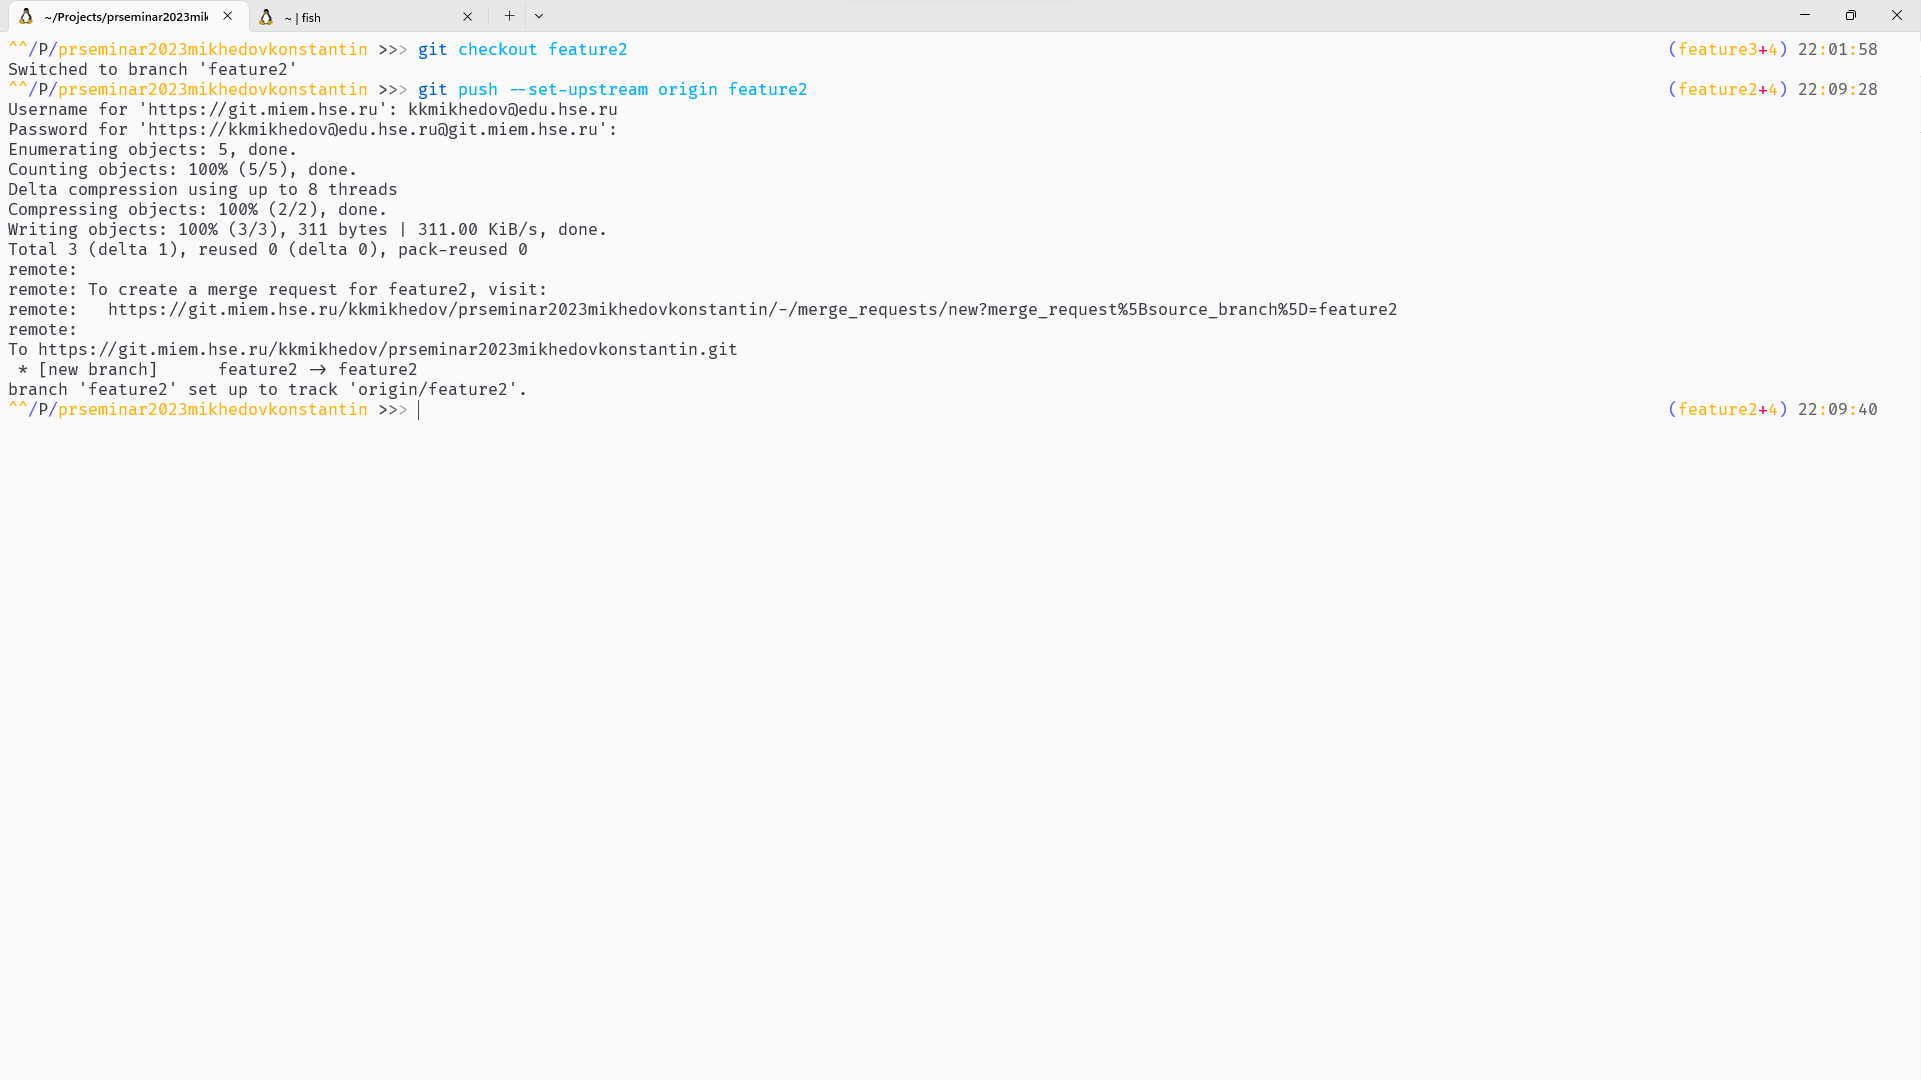 ~/Projects/prseminar2023mik
~ | fish
^^/P/prseminar2023mikhedovkonstantin >>> git checkout feature2 (feature3+4) 22:01:58
Switched to branch 'feature2'
^^/P/prseminar2023mikhedovkonstantin >>> git push --set-upstream origin feature2 (feature2+4) 22:09:28
Username for 'https://git.miem.hse.ru': kkmikhedov@edu.hse.ru
Password for 'https://kkmikhedov@edu.hse.ru@git.miem.hse.ru':
Enumerating objects: 5, done.
Counting objects: 100% (5/5), done.
Delta compression using up to 8 threads
Compressing objects: 100% (2/2), done.
Writing objects: 100% (3/3), 311 bytes | 311.00 KiB/s, done.
Total 3 (delta 1), reused 0 (delta 0), pack-reused 0
remote:
remote: To create a merge request for feature2, visit:
remote:   https://git.miem.hse.ru/kkmikhedov/prseminar2023mikhedovkonstantin/-/merge_requests/new?merge_request%5Bsource_branch%5D=feature2
remote:
To https://git.miem.hse.ru/kkmikhedov/prseminar2023mikhedovkonstantin.git
 * [new branch]      feature2 -> feature2
branch 'feature2' set up to track 'origin/feature2'.
^^/P/prseminar2023mikhedovkonstantin >>> (feature2+4) 22:09:40